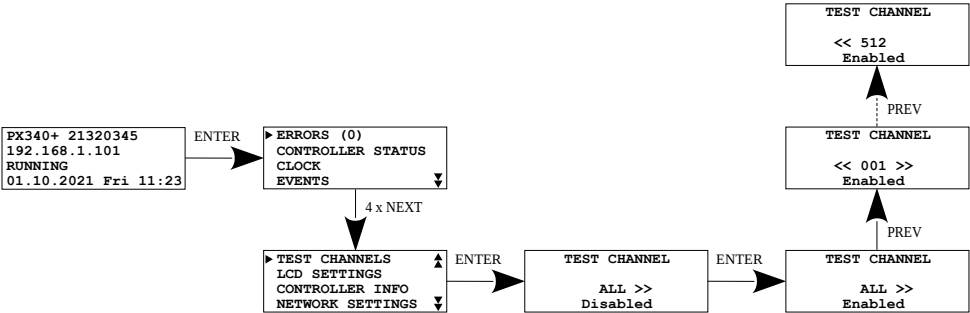 PX340+ 21320345
192.168.1.101
RUNNING
01.10.2021 Fri 11:23
ENTER
ERRORS (0)
CONTROLLER STATUS
CLOCK
EVENTS
4 x NEXT
TEST CHANNELS
LCD SETTINGS
CONTROLLER INFO
NETWORK SETTINGS
ENTER
TEST CHANNEL
ALL >>
Disabled
ENTER
TEST CHANNEL
ALL >>
Enabled
PREV
TEST CHANNEL
<< 001 >>
Enabled
PREV
TEST CHANNEL
<< 512
Enabled